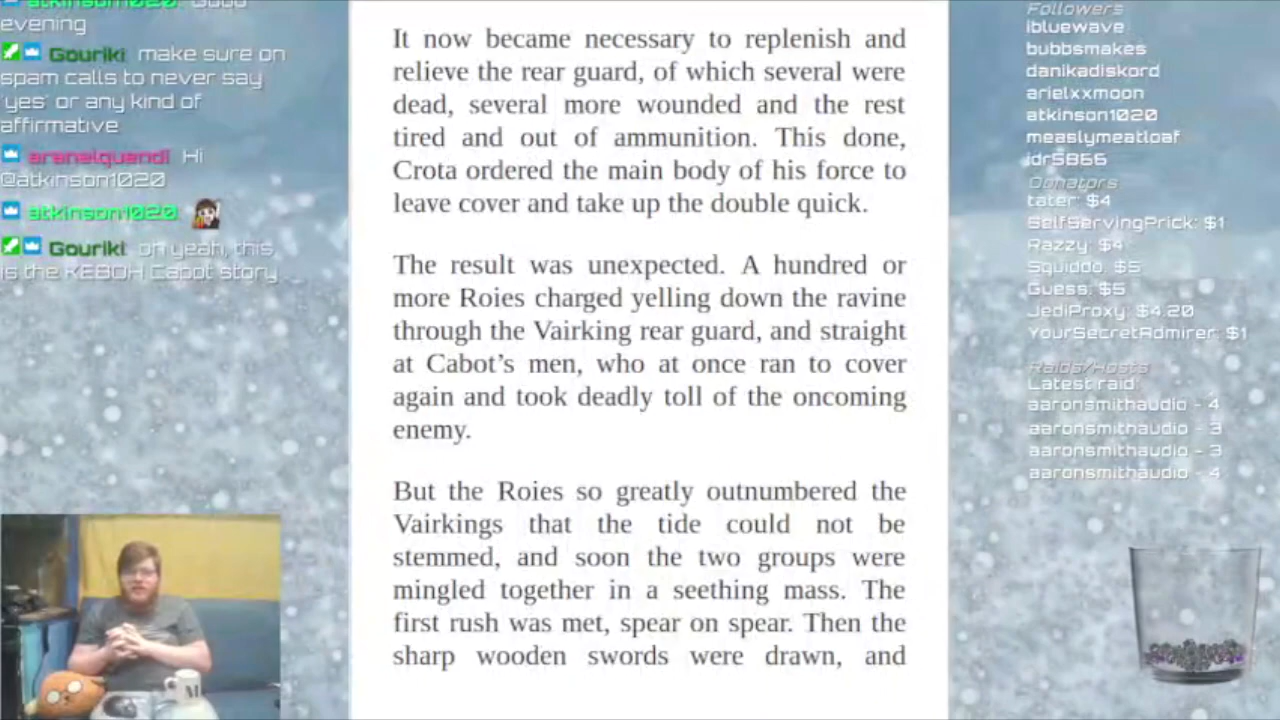 atkinson1020: Good
evening
Gouriki: make sure on
spam calls to never say
'yes' or any kind of
affirmative
aranelquendi: Hi
@atkinson1020
atkinson1020:
Gouriki: oh yeah, this
is the KEBOH Cabot story
It now became necessary to replenish and
relieve the rear guard, of which several were
dead, several more wounded and the rest
tired and out of ammunition. This done,
Crota ordered the main body of his force to
leave cover and take up the double quick.
The result was unexpected. A hundred or
more Roies charged yelling down the ravine
through the Vairking rear guard, and straight
at Cabot’s men, who at once ran to cover
again and took deadly toll of the oncoming
enemy.
But the Roies so greatly outnumbered the
Vairkings that the tide could not be
stemmed, and soon the two groups were
mingled together in a seething mass. The
first rush was met, spear on spear. Then the
sharp wooden swords were drawn, and
Followers
ibluewave
bubbsmakes
danikadiskord
arielxxmoon
atkinson1020
measlymeatloaf
idr5866
Donators
tater: $4
SelfServingPrick: $1
Razzy: $4
Squiddo: $5
Guess: $5
JediProxy: $4.20
YourSecretAdmirer: $1
Raids/Hosts
Latest raid:
aaronsmithaudio - 4
aaronsmithaudio - 3
aaronsmithaudio - 3
aaronsmithaudio - 4